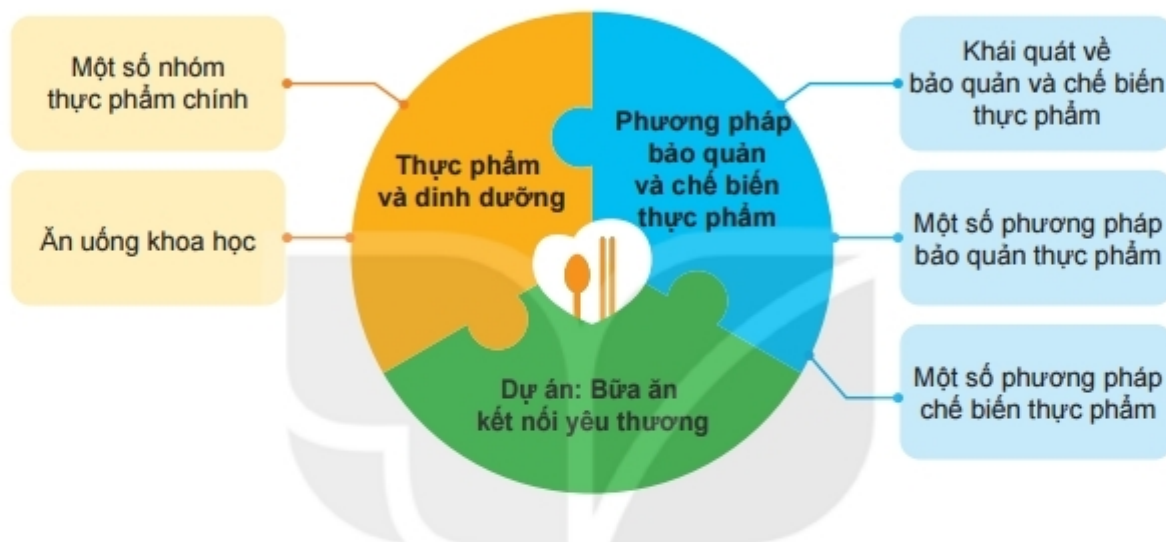 Một số nhóm
thực phẩm chính
Ăn uống khoa học
Thực phẩm
và dinh dưỡng
Phương pháp
bảo quản
và chế biến
thực phẩm
Dự án: Bữa ăn
kết nối yêu thương
Khái quát về
bảo quản và chế biến
thực phẩm
Một số phương pháp
bảo quản thực phẩm
Một số phương pháp
chế biến thực phẩm